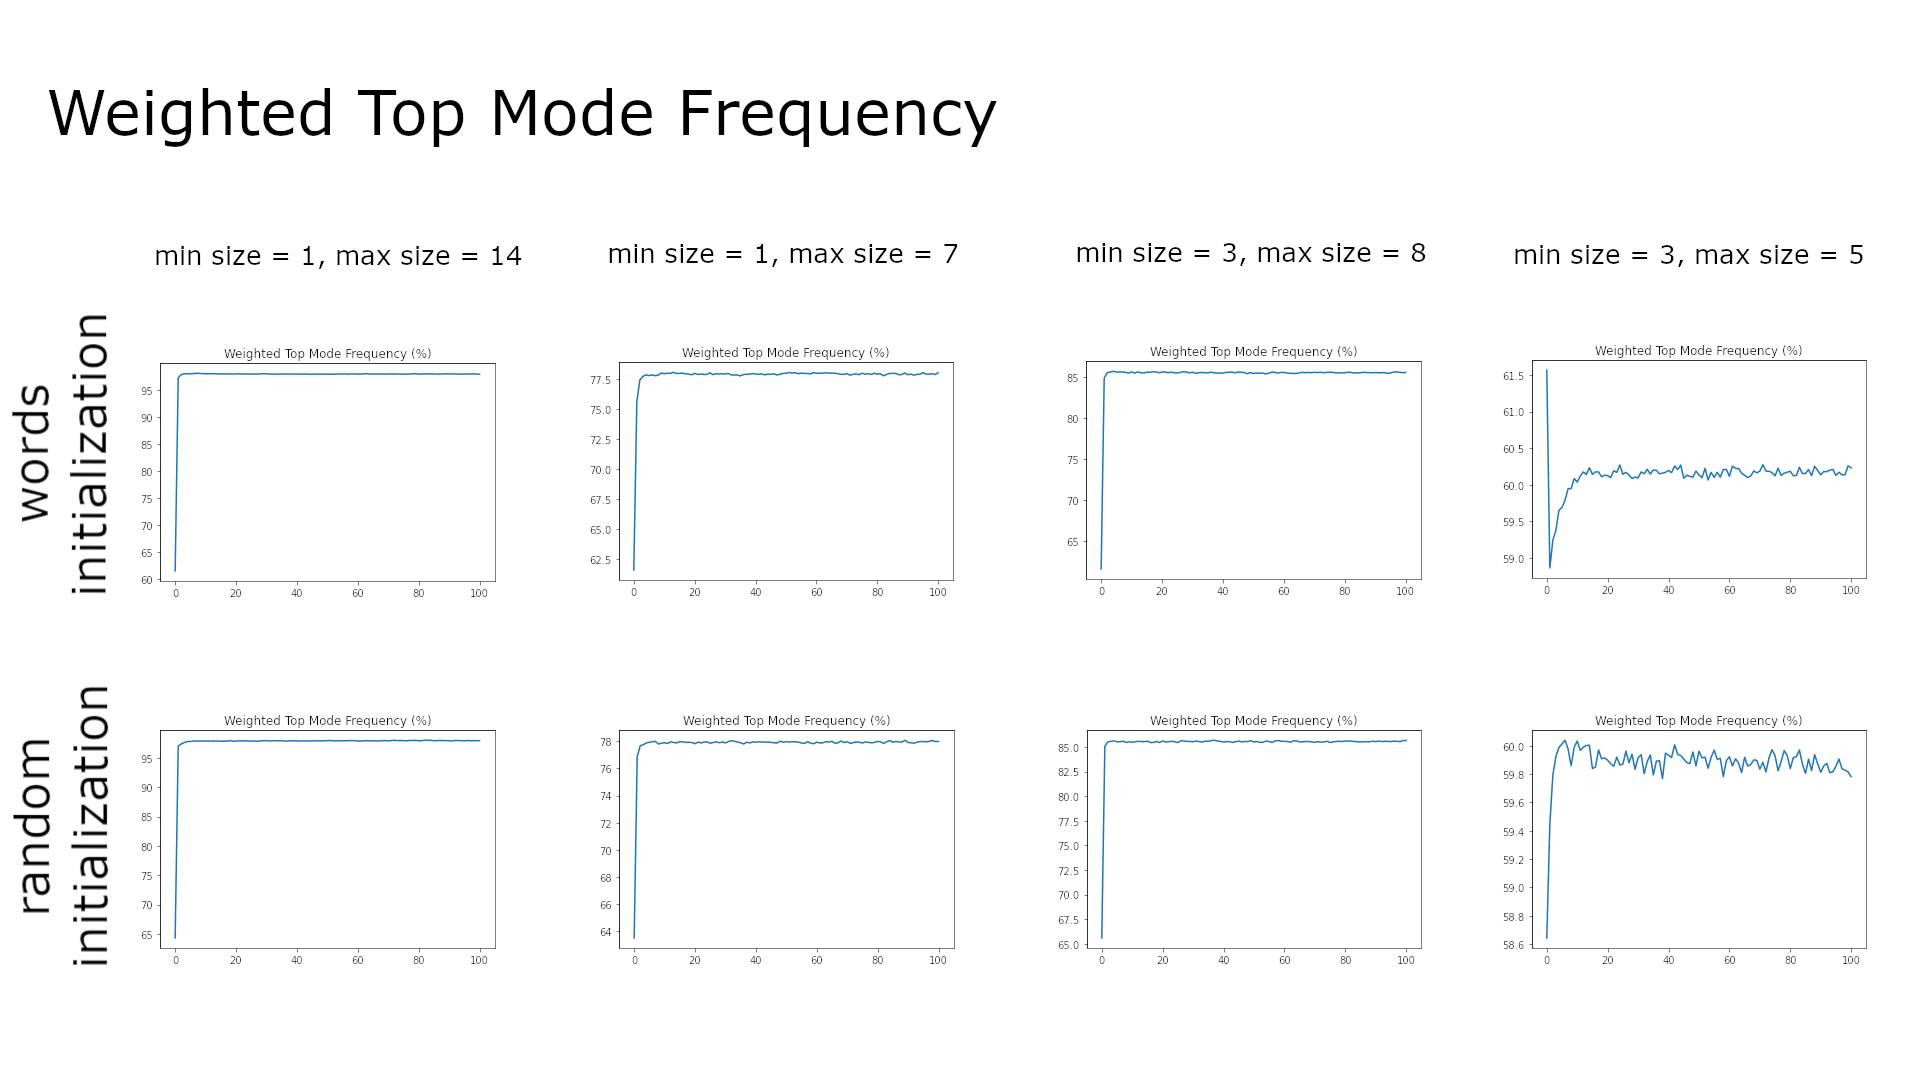 Weighted Top Mode Frequency
min size = 1, max size = 14
min size = 1, max size = 7
min size = 3, max size = 8
min size = 3, max size = 5
words
initialization
Weighted Top Mode Frequency (%)
95
90
85
80
75
70
65
60
0 20 40 60 80 100
Weighted Top Mode Frequency (%)
77.5
75.0
72.5
70.0
67.5
65.0
62.5
0 20 40 60 80 100
Weighted Top Mode Frequency (%)
85
80
75
70
65
0 20 40 60 80 100
Weighted Top Mode Frequency (%)
61.5
61.0
60.5
60.0
59.5
59.0
0 20 40 60 80 100
random
initialization
Weighted Top Mode Frequency (%)
95
90
85
80
75
70
65
0 20 40 60 80 100
Weighted Top Mode Frequency (%)
78
76
74
72
70
68
66
64
0 20 40 60 80 100
Weighted Top Mode Frequency (%)
85.0
82.5
80.0
77.5
75.0
72.5
70.0
67.5
65.0
0 20 40 60 80 100
Weighted Top Mode Frequency (%)
60.0
59.8
59.6
59.4
59.2
59.0
58.8
58.6
0 20 40 60 80 100